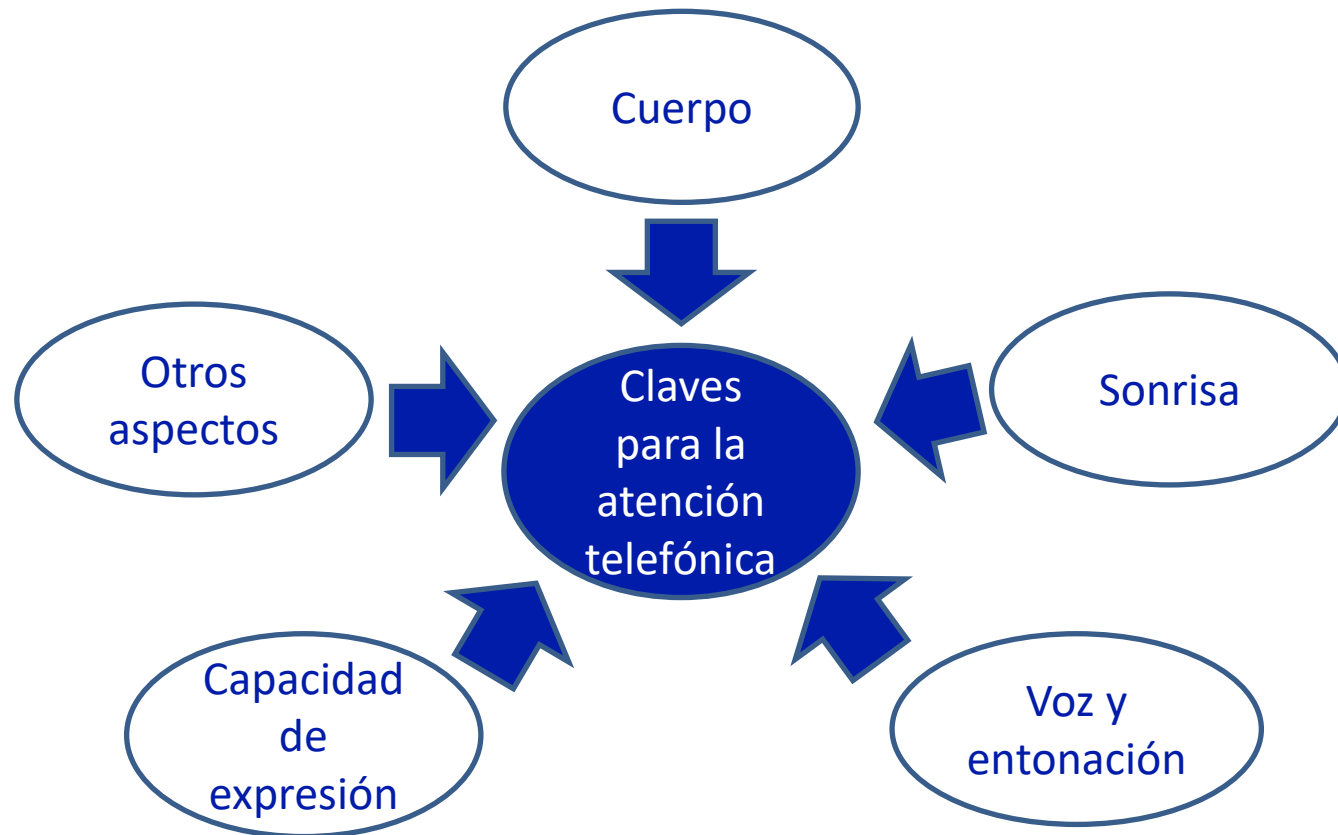 Cuerpo
Otros
aspectos
Claves
para la
atención
telefónica
Sonrisa
Capacidad
de
expresión
Voz y
entonación